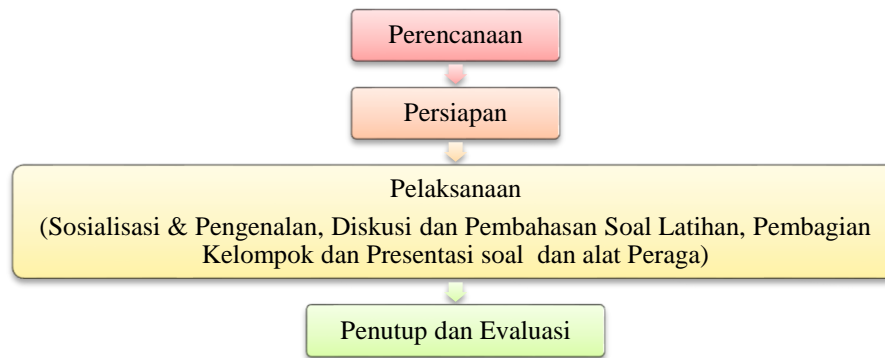 Perencanaan
Persiapan
Pelaksanaan
(Sosialisasi & Pengenalan, Diskusi dan Pembahasan Soal Latihan, Pembagian
Kelompok dan Presentasi soal  dan alat Peraga)
Penutup dan Evaluasi